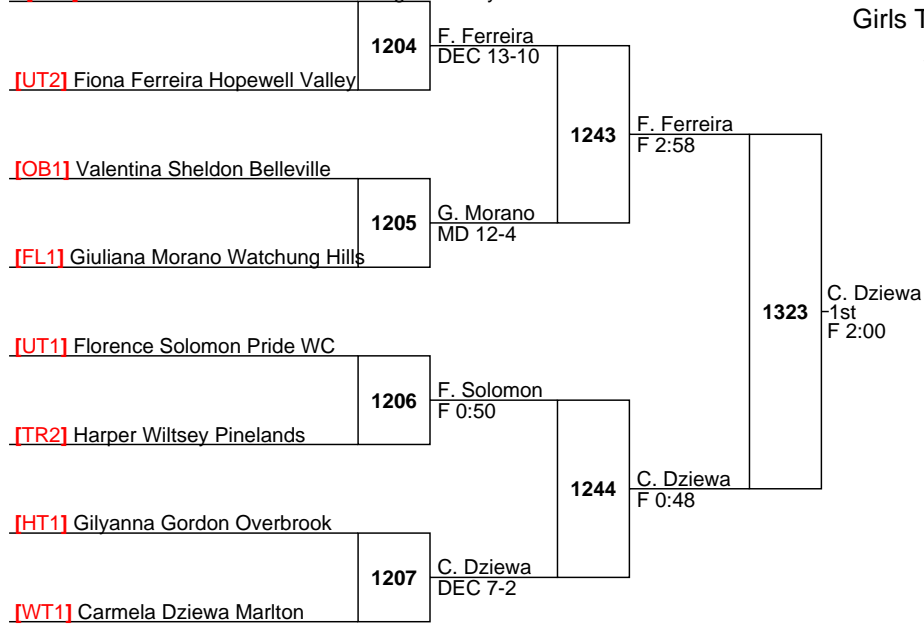 Girls T
1204
F. Ferreira
DEC 13-10
[UT2] Fiona Ferreira Hopewell Valley
1243
F. Ferreira
F 2:58
[OB1] Valentina Sheldon Belleville
1205
G. Morano
MD 12-4
[FL1] Giuliana Morano Watchung Hills
1323
C. Dziewa
1st
F 2:00
[UT1] Florence Solomon Pride WC
1206
F. Solomon
F 0:50
[TR2] Harper Wiltsey Pinelands
1244
C. Dziewa
F 0:48
[HT1] Gilyanna Gordon Overbrook
1207
C. Dziewa
DEC 7-2
[WT1] Carmela Dziewa Marlton